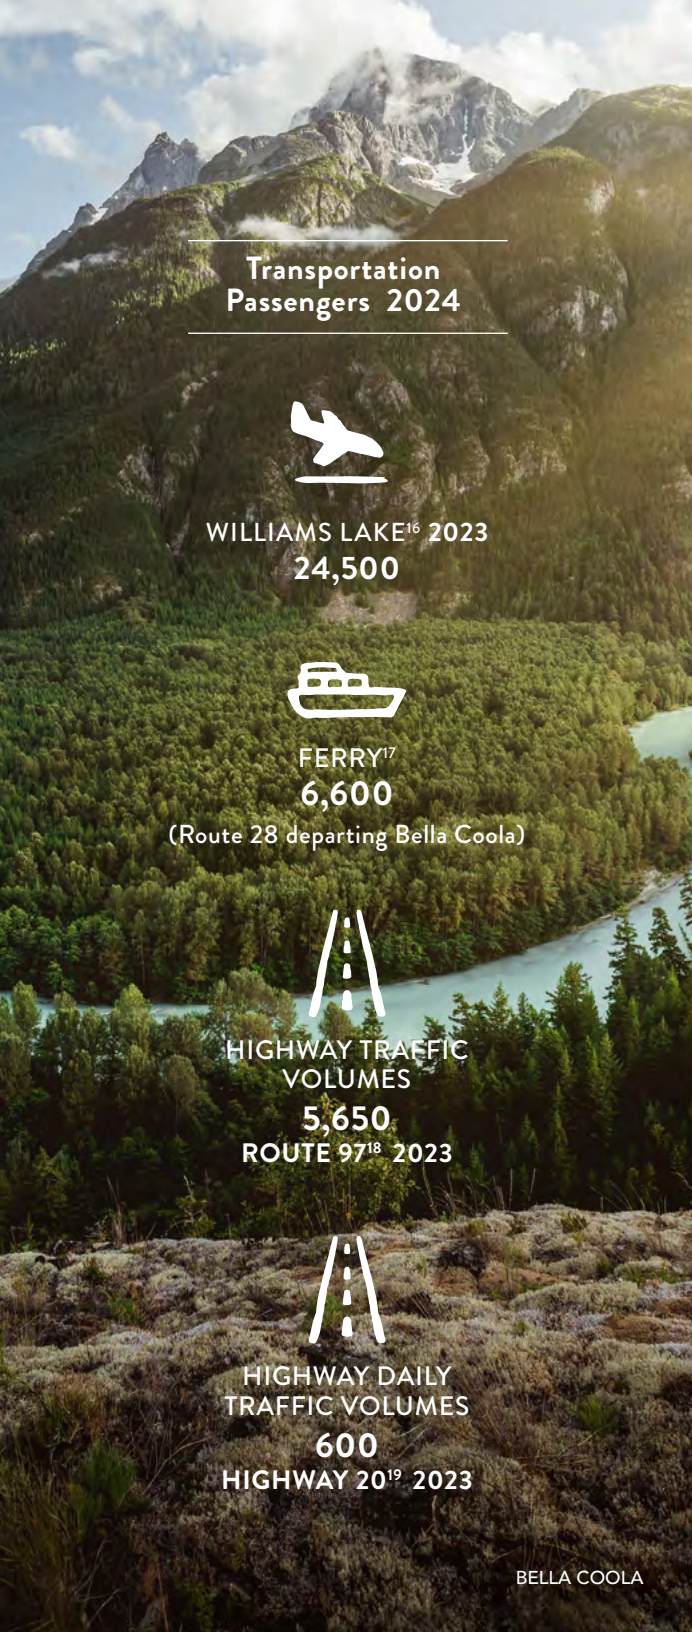 Transportation
Passengers 2024
WILLIAMS LAKE¹⁶ 2023
24,500
FERRY¹⁷
6,600
(Route 28 departing Bella Coola)
HIGHWAY TRAFFIC
VOLUMES
5,650
ROUTE 97¹⁸ 2023
HIGHWAY DAILY
TRAFFIC VOLUMES
600
HIGHWAY 20¹⁹ 2023
BELLA COOLA